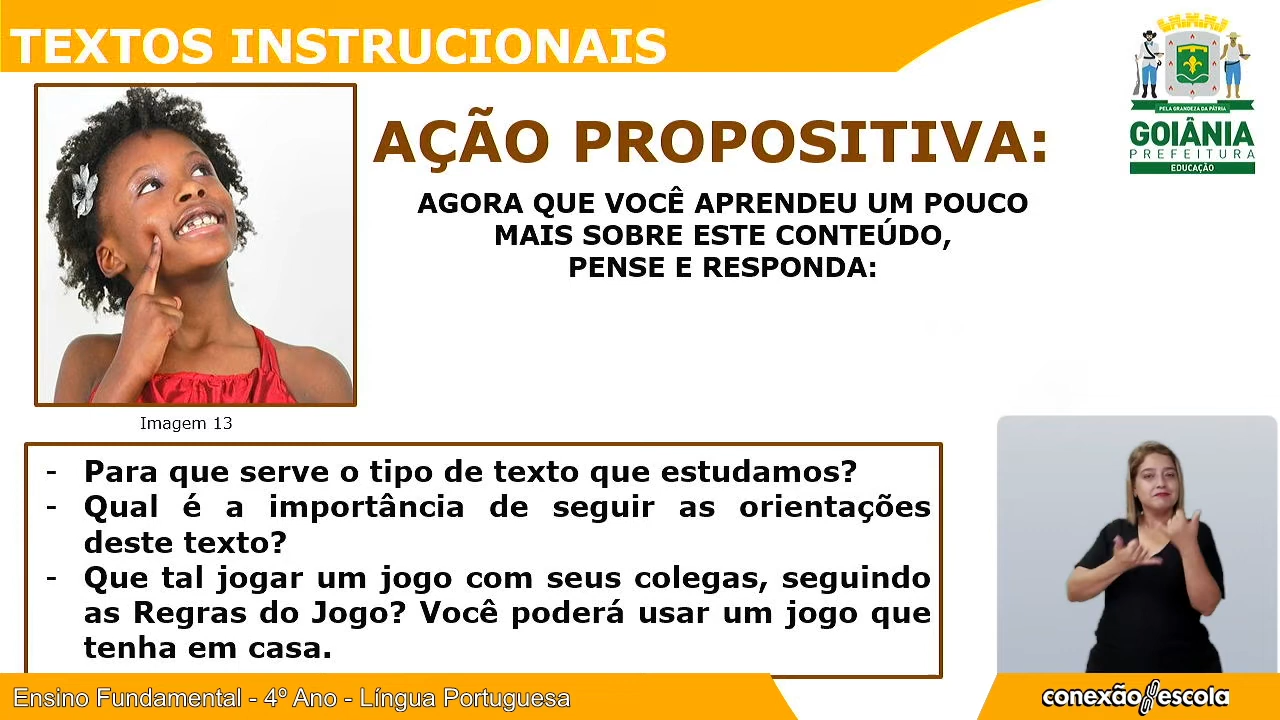 TEXTOS INSTRUCIONAIS
PELA GRANDEZA DA PÁTRIA
GOIÂNIA
PREFEITURA
EDUCAÇÃO
AÇÃO PROPOSITIVA:
AGORA QUE VOCÊ APRENDEU UM POUCO
MAIS SOBRE ESTE CONTEÚDO,
PENSE E RESPONDA:
Imagem 13
- Para que serve o tipo de texto que estudamos?
- Qual é a importância de seguir as orientações
deste texto?
- Que tal jogar um jogo com seus colegas, seguindo
as Regras do Jogo? Você poderá usar um jogo que
tenha em casa.
Ensino Fundamental - 4º Ano - Língua Portuguesa
conexão escola